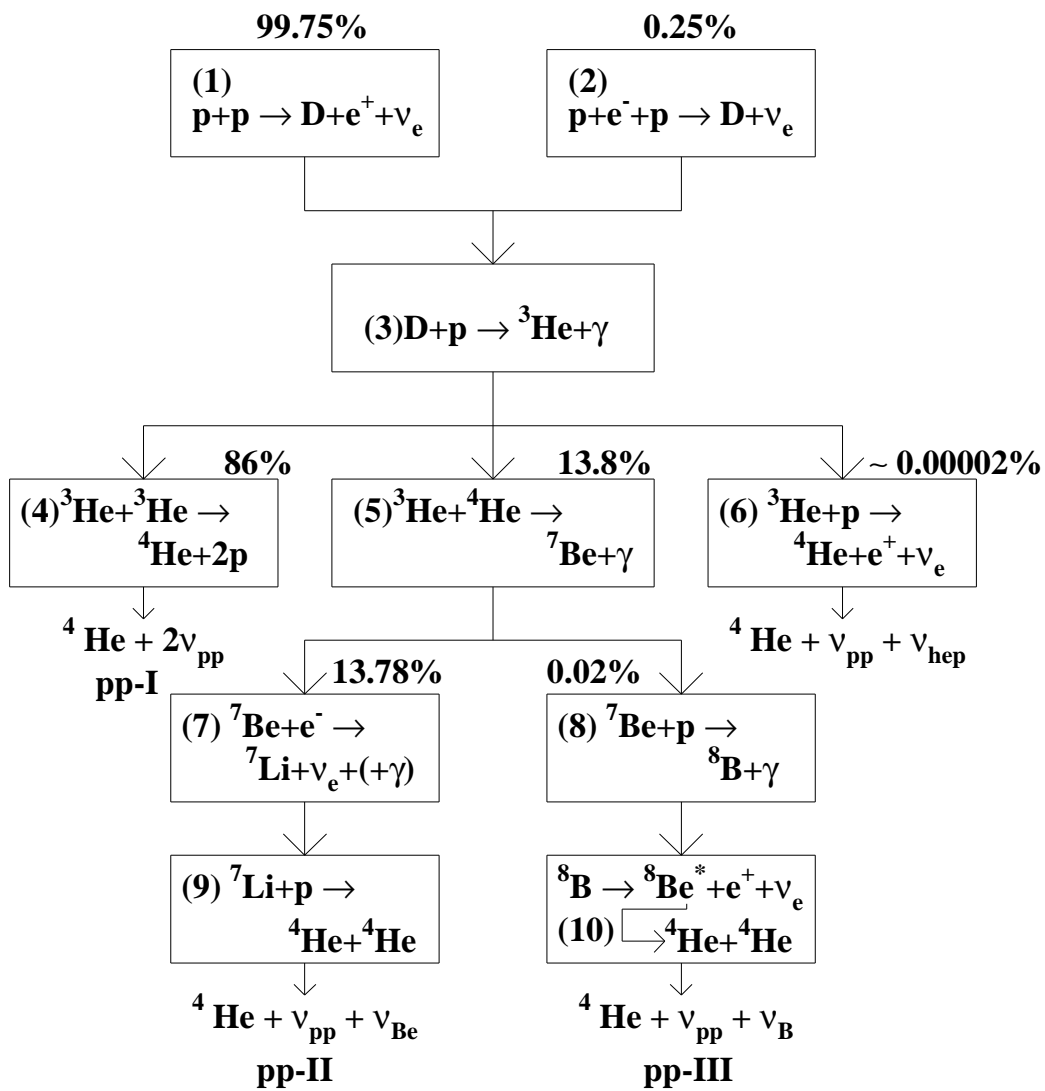 99.75%
0.25%
(1)
p+p → D+e⁺+νₑ
(2)
p+e⁻+p → D+νₑ
(3)D+p → ³He+γ
86%
(4)³He+³He →
⁴He+2p
⁴ He + 2ν_pp
pp-I
13.8%
(5)³He+⁴He →
⁷Be+γ
~ 0.00002%
(6) ³He+p →
⁴He+e⁺+νₑ
⁴ He + ν_pp + ν_hep
13.78%
(7) ⁷Be+e⁻ →
⁷Li+νₑ+(+γ)
0.02%
(8) ⁷Be+p →
⁸B+γ
(9) ⁷Li+p →
⁴He+⁴He
⁴ He + ν_pp + ν_Be
pp-II
⁸B → ⁸Be*+e⁺+νₑ
(10) ⁴He+⁴He
⁴ He + ν_pp + ν_B
pp-III